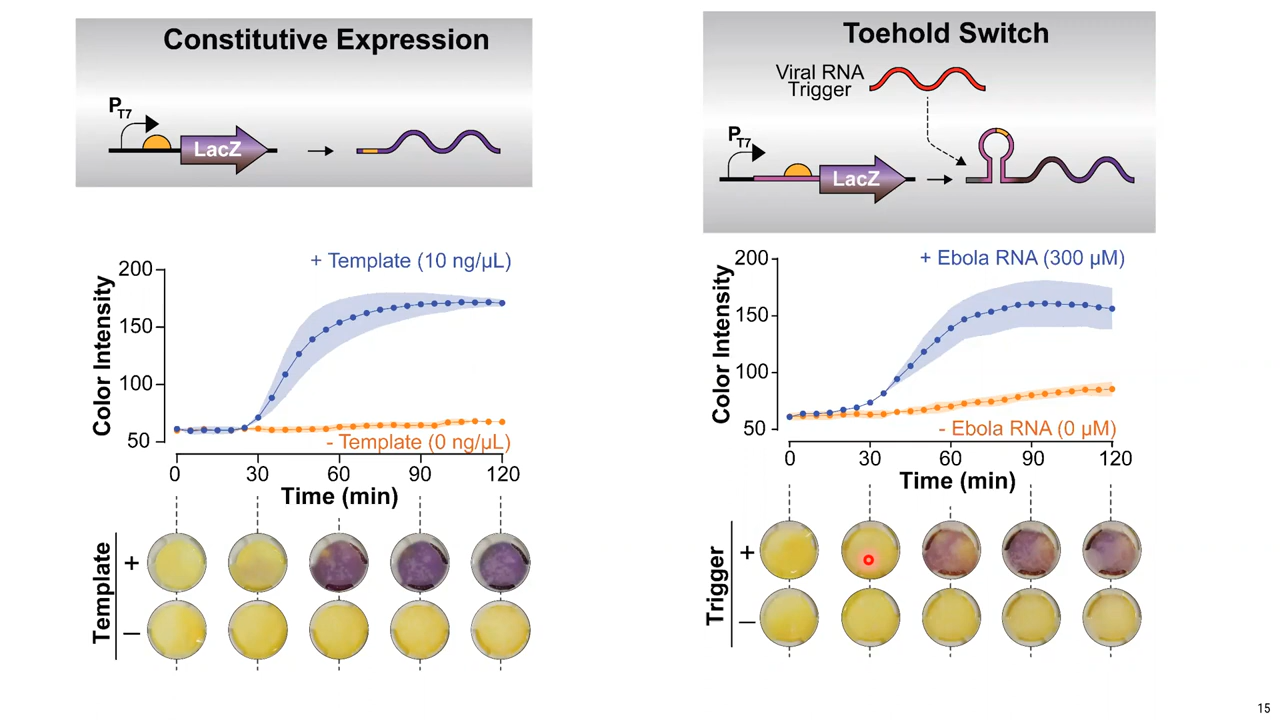 Constitutive Expression
PT7
LacZ
+ Template (10 ng/µL)
Color Intensity
200
150
100
50
- Template (0 ng/µL)
0
30
60
90
120
Time (min)
Template
+
–
Toehold Switch
Viral RNA
Trigger
PT7
LacZ
+ Ebola RNA (300 µM)
Color Intensity
200
150
100
50
- Ebola RNA (0 µM)
0
30
60
90
120
Time (min)
Trigger
+
–
15